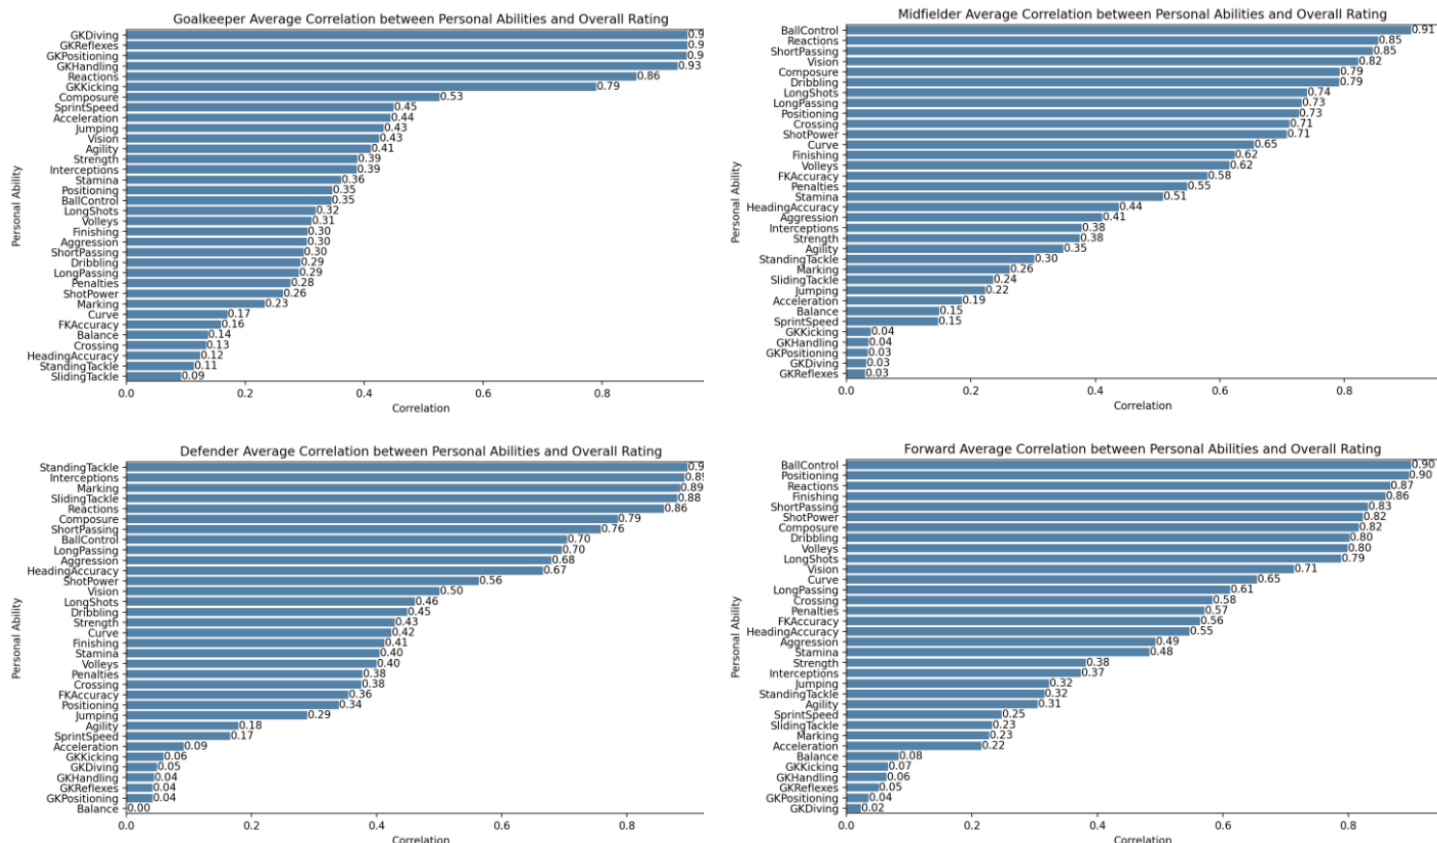 Goalkeeper Average Correlation between Personal Abilities and Overall Rating
Personal Ability
GKDiving 0.9
GKReflexes 0.9
GKPositioning 0.9
GKHandling 0.93
Reactions 0.86
GKKicking 0.79
Composure 0.53
SprintSpeed 0.45
Acceleration 0.44
Jumping 0.43
Vision 0.43
Agility 0.41
Strength 0.39
Interceptions 0.39
Stamina 0.36
Positioning 0.35
BallControl 0.35
LongShots 0.32
Volleys 0.31
Finishing 0.30
Aggression 0.30
ShortPassing 0.30
Dribbling 0.29
LongPassing 0.29
Penalties 0.28
ShotPower 0.26
Marking 0.23
Curve 0.17
FKAccuracy 0.16
Balance 0.14
Crossing 0.13
HeadingAccuracy 0.12
StandingTackle 0.11
SlidingTackle 0.09
0.0 0.2 0.4 0.6 0.8
Correlation
Midfielder Average Correlation between Personal Abilities and Overall Rating
Personal Ability
BallControl 0.91
Reactions 0.85
ShortPassing 0.85
Vision 0.82
Composure 0.79
Dribbling 0.79
LongShots 0.74
LongPassing 0.73
Positioning 0.73
Crossing 0.71
ShotPower 0.71
Curve 0.65
Finishing 0.62
Volleys 0.62
FKAccuracy 0.58
Penalties 0.55
Stamina 0.51
HeadingAccuracy 0.44
Aggression 0.41
Interceptions 0.38
Strength 0.38
Agility 0.35
StandingTackle 0.30
Marking 0.26
SlidingTackle 0.24
Jumping 0.22
Acceleration 0.19
Balance 0.15
SprintSpeed 0.15
GKKicking 0.04
GKHandling 0.04
GKPositioning 0.03
GKDiving 0.03
GKReflexes 0.03
0.0 0.2 0.4 0.6 0.8
Correlation
Defender Average Correlation between Personal Abilities and Overall Rating
Personal Ability
StandingTackle 0.9
Interceptions 0.89
Marking 0.89
SlidingTackle 0.88
Reactions 0.86
Composure 0.79
ShortPassing 0.76
BallControl 0.70
LongPassing 0.70
Aggression 0.68
HeadingAccuracy 0.67
ShotPower 0.56
Vision 0.50
LongShots 0.46
Dribbling 0.45
Strength 0.43
Curve 0.42
Finishing 0.41
Stamina 0.40
Volleys 0.40
Penalties 0.38
Crossing 0.38
FKAccuracy 0.36
Positioning 0.34
Jumping 0.29
Agility 0.18
SprintSpeed 0.17
Acceleration 0.09
GKKicking 0.06
GKDiving 0.05
GKHandling 0.04
GKReflexes 0.04
GKPositioning 0.04
Balance 0.00
0.0 0.2 0.4 0.6 0.8
Correlation
Forward Average Correlation between Personal Abilities and Overall Rating
Personal Ability
BallControl 0.90
Positioning 0.90
Reactions 0.87
Finishing 0.86
ShortPassing 0.83
ShotPower 0.82
Composure 0.82
Dribbling 0.80
Volleys 0.80
LongShots 0.79
Vision 0.71
Curve 0.65
LongPassing 0.61
Crossing 0.58
Penalties 0.57
FKAccuracy 0.56
HeadingAccuracy 0.55
Aggression 0.49
Stamina 0.48
Strength 0.38
Interceptions 0.37
Jumping 0.32
StandingTackle 0.32
Agility 0.31
SprintSpeed 0.25
SlidingTackle 0.23
Marking 0.23
Acceleration 0.22
Balance 0.08
GKKicking 0.07
GKHandling 0.06
GKReflexes 0.05
GKPositioning 0.04
GKDiving 0.02
0.0 0.2 0.4 0.6 0.8
Correlation